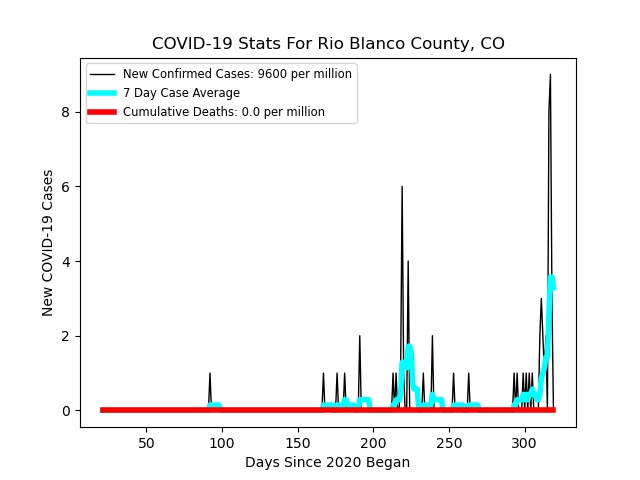 COVID-19 Stats For Rio Blanco County, CO
New Confirmed Cases: 9600 per million
7 Day Case Average
Cumulative Deaths: 0.0 per million
New COVID-19 Cases
8
6
4
2
0
50 100 150 200 250 300
Days Since 2020 Began